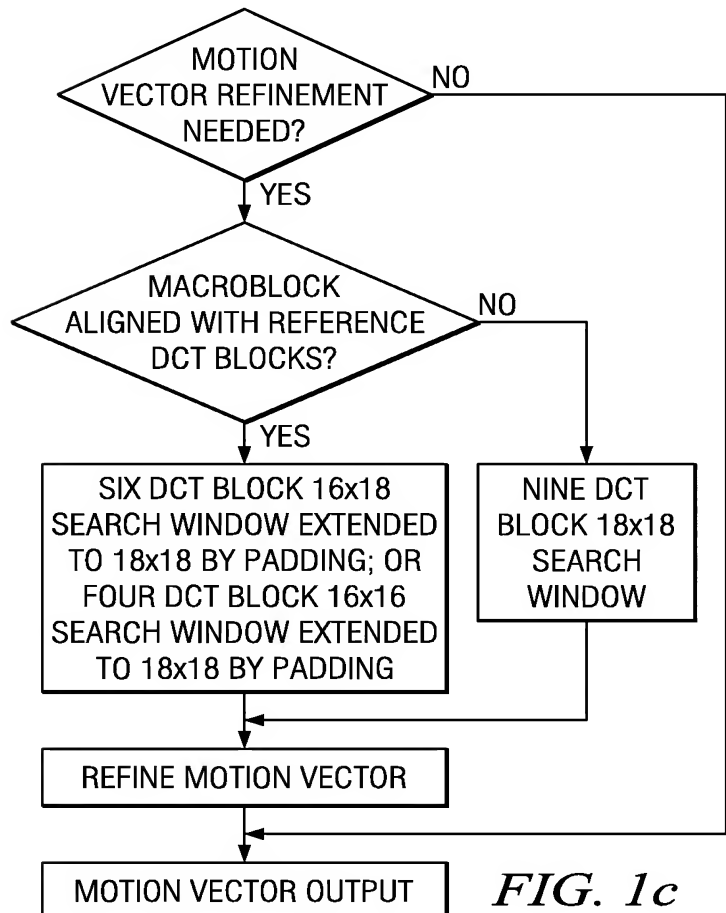 MOTION
VECTOR REFINEMENT
NEEDED?
NO
YES
MACROBLOCK
ALIGNED WITH REFERENCE
DCT BLOCKS?
NO
YES
SIX DCT BLOCK 16x18
SEARCH WINDOW EXTENDED
TO 18x18 BY PADDING; OR
FOUR DCT BLOCK 16x16
SEARCH WINDOW EXTENDED
TO 18x18 BY PADDING
NINE DCT
BLOCK 18x18
SEARCH
WINDOW
REFINE MOTION VECTOR
MOTION VECTOR OUTPUT
FIG. 1c